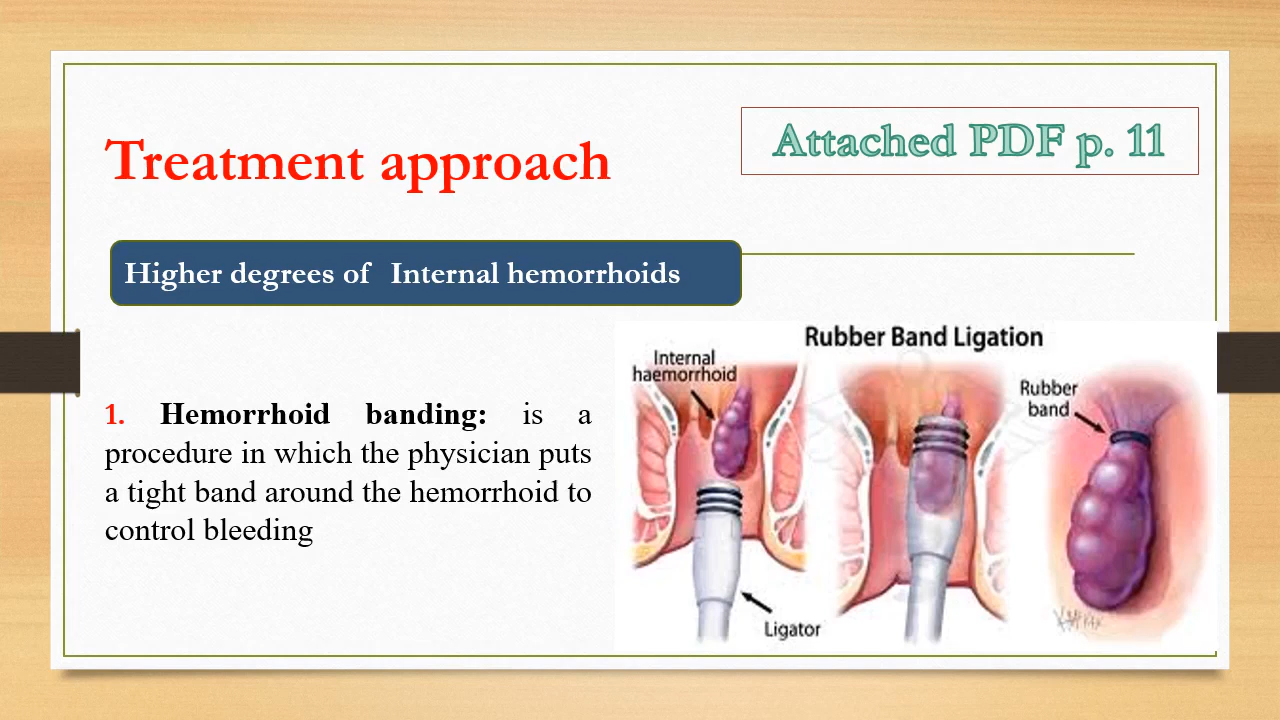 Attached PDF p. 11
Treatment approach
Higher degrees of Internal hemorrhoids
1. Hemorrhoid banding: is a
procedure in which the physician puts
a tight band around the hemorrhoid to
control bleeding
Rubber Band Ligation
Internal
haemorrhoid
Rubber
band
Ligator